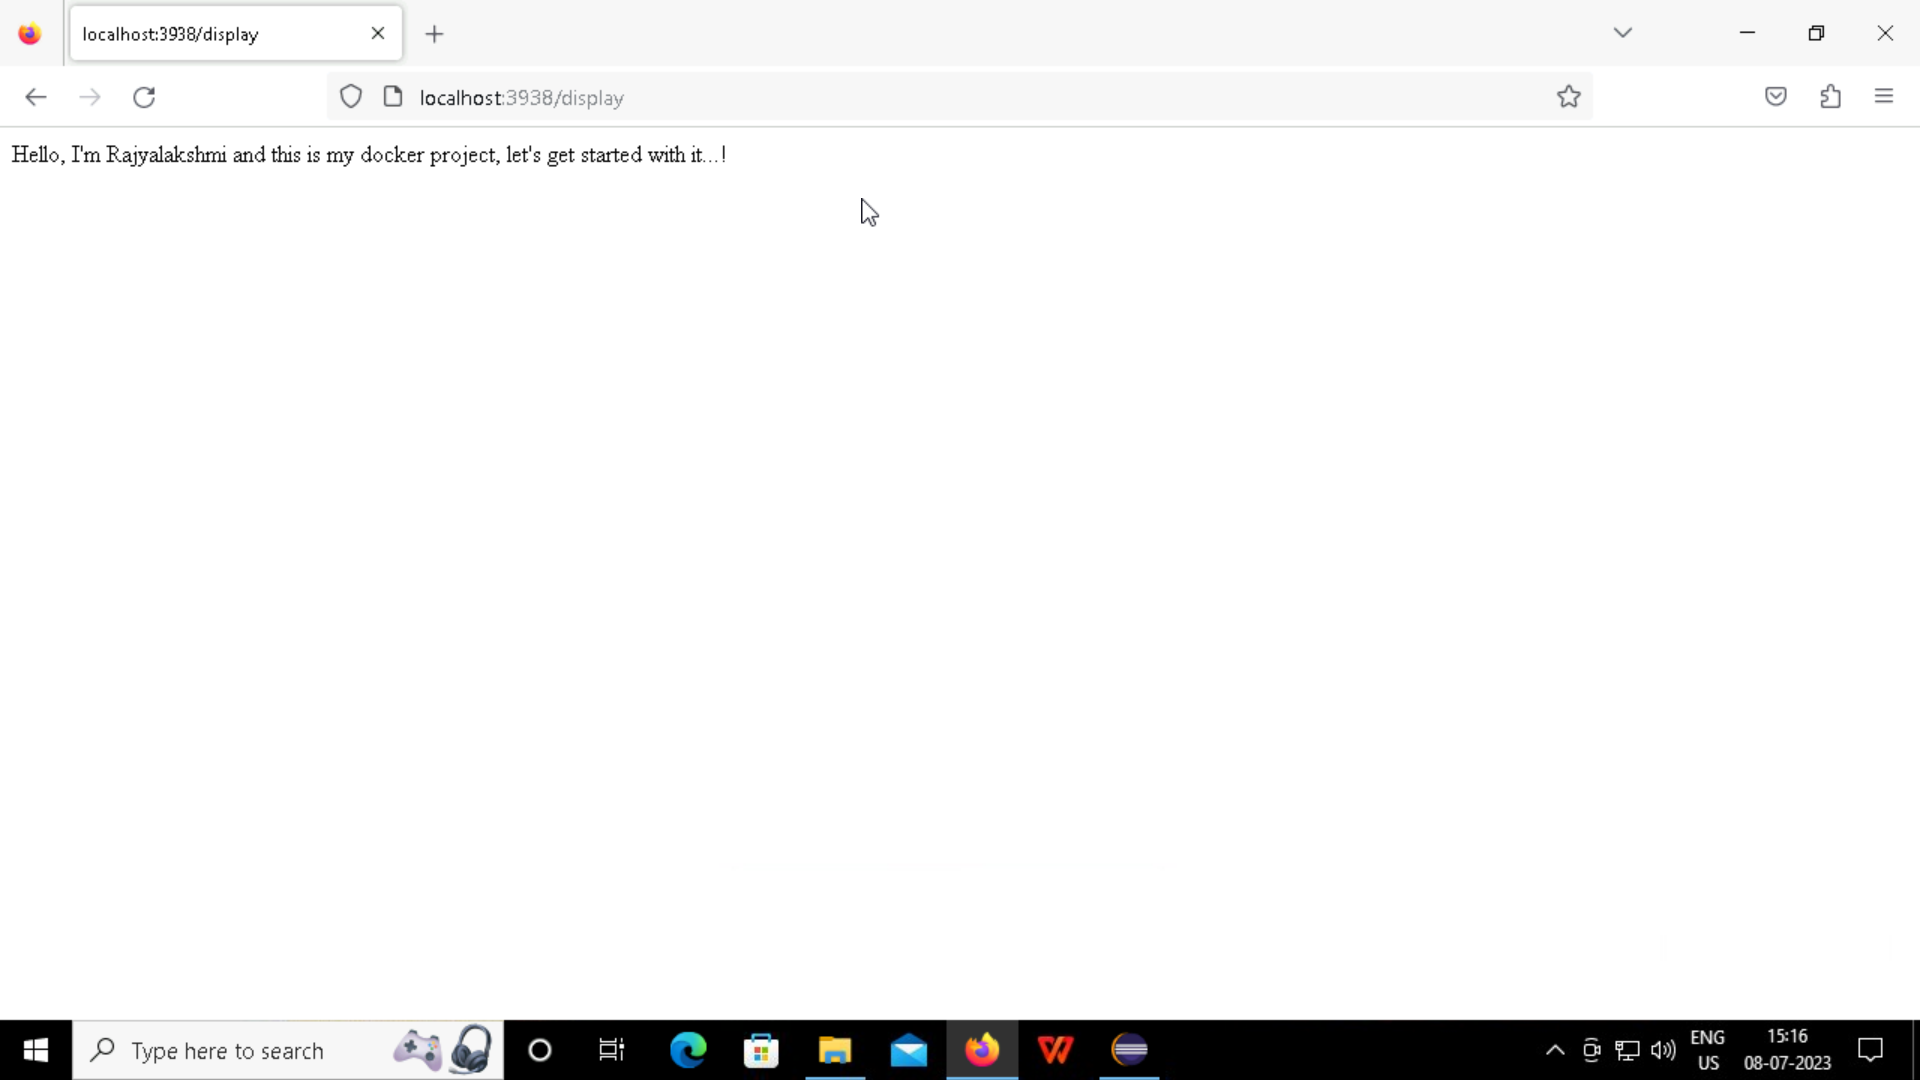 localhost:3938/display
localhost:3938/display
Hello, I'm Rajyalakshmi and this is my docker project, let's get started with it...!
Type here to search
ENG
US
15:16
08-07-2023